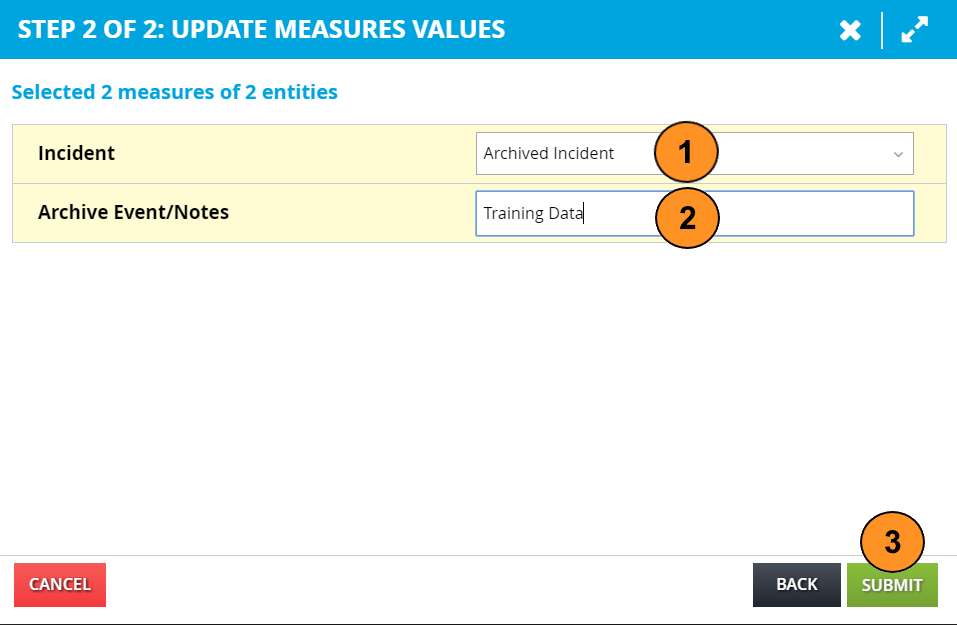 STEP 2 OF 2: UPDATE MEASURES VALUES
Selected 2 measures of 2 entities
Incident Archived Incident 1
Archive Event/Notes Training Data 2
3
CANCEL BACK SUBMIT